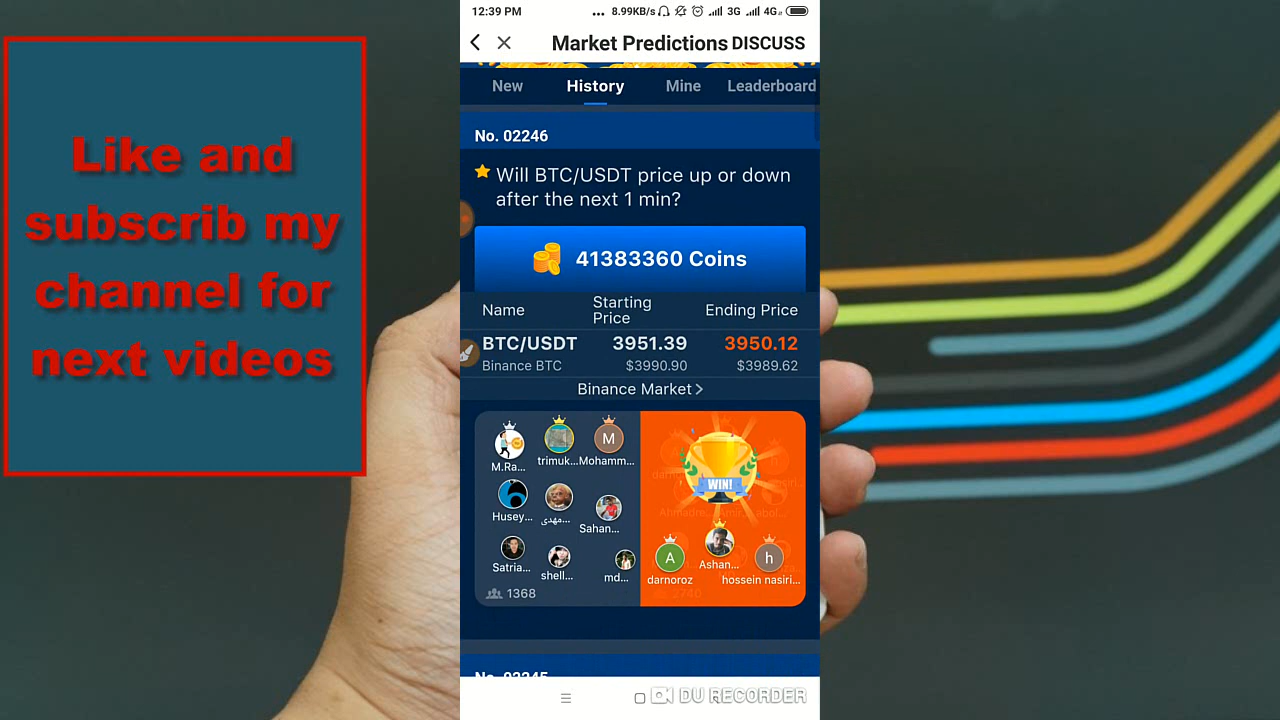 Like and
subscrib my
channel for
next videos
12:39 PM
... 8.99KB/s 3G 4G
Market Predictions DISCUSS
New History Mine Leaderboard
No. 02246
Will BTC/USDT price up or down
after the next 1 min?
41383360 Coins
Name Starting Price Ending Price
BTC/USDT 3951.39 3950.12
Binance BTC $3990.90 $3989.62
Binance Market >
M
M.Ra... trimuk... Mohamm...
WIN!
Husey... مهدی... Sahan...
A h
Satria... shell... md... darnoroz Ashan... hossein nasiri...
1368 2740
No. 02245
DU RECORDER